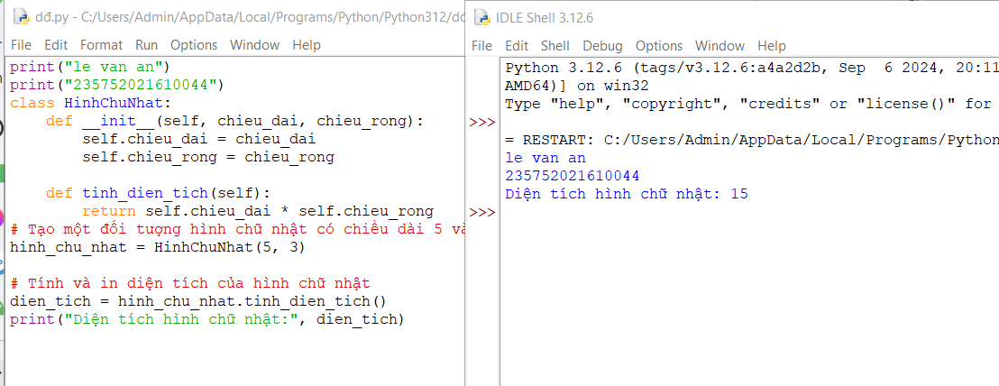 dđ.py - C:/Users/Admin/AppData/Local/Programs/Python/Python312/
File Edit Format Run Options Window Help
print("le van an")
print("235752021610044")
class HinhChuNhat:
    def __init__(self, chieu_dai, chieu_rong):
        self.chieu_dai = chieu_dai
        self.chieu_rong = chieu_rong
    def tinh_dien_tich(self):
        return self.chieu_dai * self.chieu_rong
# Tạo một đối tượng hình chữ nhật có chiều dài 5 và
hinh_chu_nhat = HinhChuNhat(5, 3)
# Tính và in diện tích của hình chữ nhật
dien_tich = hinh_chu_nhat.tinh_dien_tich()
print("Diện tích hình chữ nhật:", dien_tich)
IDLE Shell 3.12.6
File Edit Shell Debug Options Window Help
Python 3.12.6 (tags/v3.12.6:a4a2d2b, Sep  6 2024, 20:11
AMD64)] on win32
Type "help", "copyright", "credits" or "license()" for
>>>
= RESTART: C:/Users/Admin/AppData/Local/Programs/Python
le van an
235752021610044
Diện tích hình chữ nhật: 15
>>>